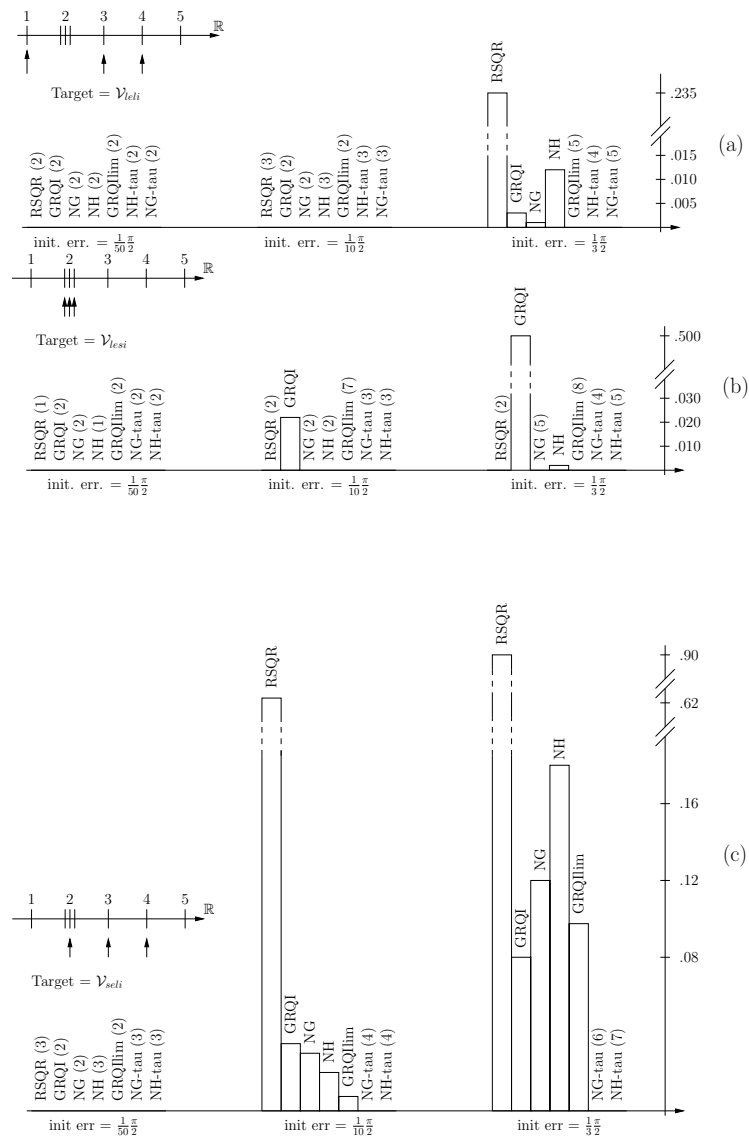 1 2 3 4 5 ℝ
Target = 𝒱leli
RSQR (2)
GRQI (2)
NG (2)
NH (2)
GRQIlim (2)
NH-tau (2)
NG-tau (2)
init. err. = 1/50 π/2
RSQR (3)
GRQI (2)
NG (2)
NH (3)
GRQIlim (2)
NH-tau (3)
NG-tau (3)
init. err. = 1/10 π/2
RSQR
GRQI
NG
NH
GRQIlim (5)
NH-tau (4)
NG-tau (5)
init. err. = 1/3 π/2
.235
.015
.010
.005
(a)
1 2 3 4 5 ℝ
Target = 𝒱lesi
RSQR (1)
GRQI (2)
NG (2)
NH (1)
GRQIlim (2)
NG-tau (2)
NH-tau (2)
init. err. = 1/50 π/2
RSQR (2)
GRQI
NG (2)
NH (2)
GRQIlim (7)
NG-tau (3)
NH-tau (3)
init. err. = 1/10 π/2
RSQR (2)
GRQI
NG (5)
NH
GRQIlim (8)
NG-tau (4)
NH-tau (5)
init. err. = 1/3 π/2
.500
.030
.020
.010
(b)
1 2 3 4 5 ℝ
Target = 𝒱seli
RSQR (3)
GRQI (2)
NG (2)
NH (3)
GRQIlim (2)
NG-tau (3)
NH-tau (3)
init err = 1/50 π/2
RSQR
GRQI
NG
NH
GRQIlim
NG-tau (4)
NH-tau (4)
init err = 1/10 π/2
RSQR
GRQI
NG
NH
GRQIlim
NG-tau (6)
NH-tau (7)
init err = 1/3 π/2
.90
.62
.16
.12
.08
(c)